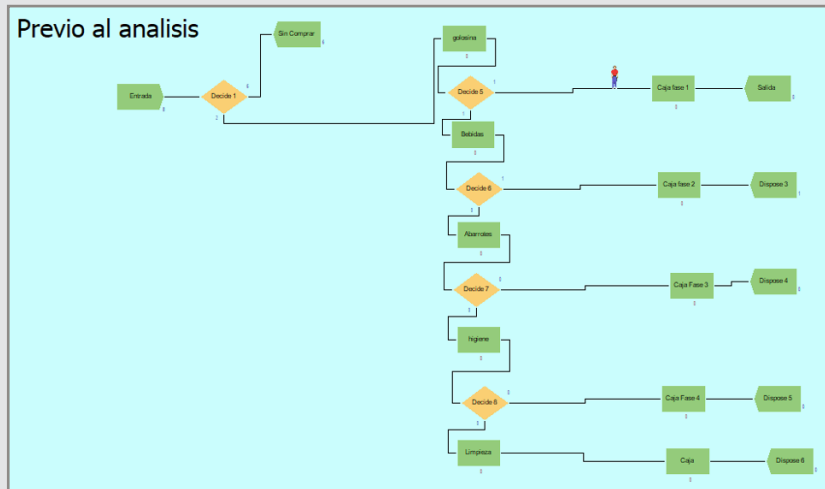 Previo al analisis
Sin Comprar
golosina
Entrada
Decide 1
Decide 5
Caja fase 1
Salida
Bebidas
Decide 6
Caja fase 2
Dispose 3
Abarrotes
Decide 7
Caja Fase 3
Dispose 4
higiene
Decide 8
Caja Fase 4
Dispose 5
Limpieza
Caja
Dispose 6